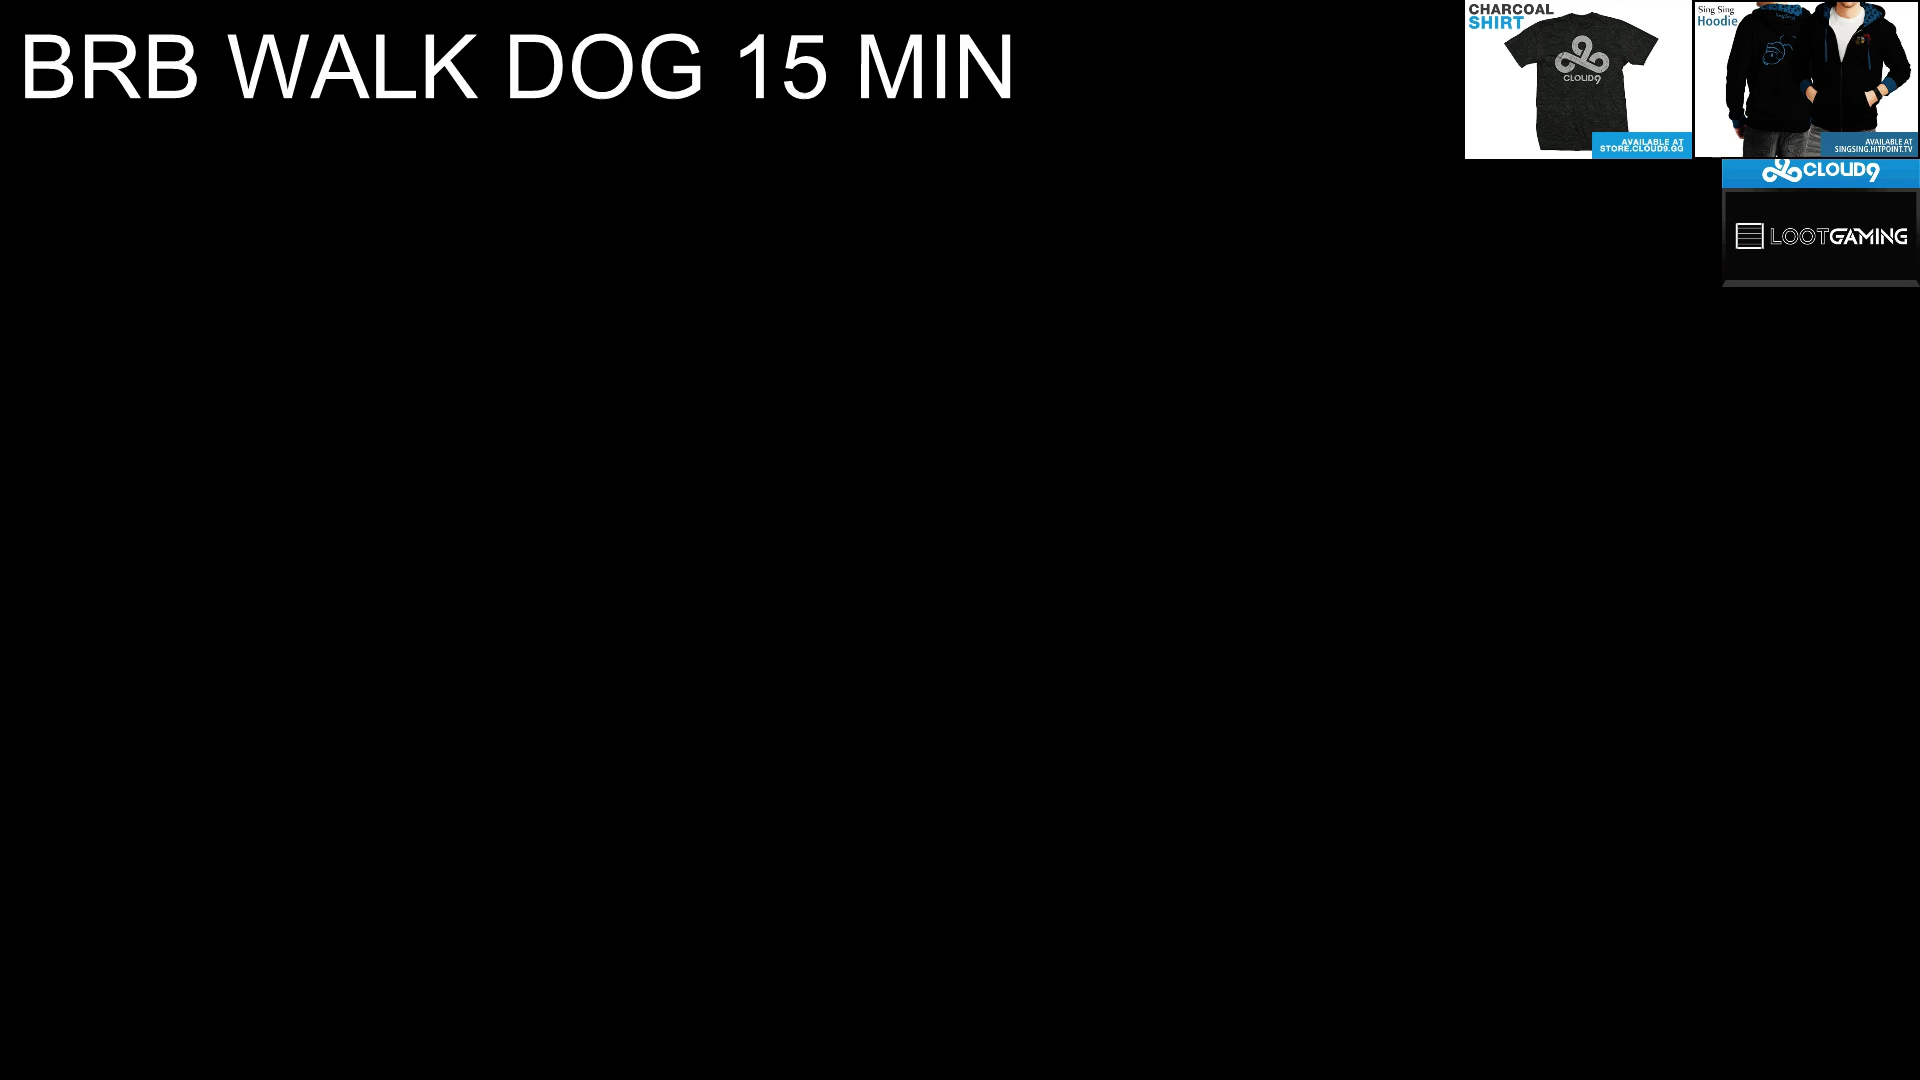 BRB WALK DOG 15 MIN
CHARCOAL
SHIRT
CLOUD9
AVAILABLE AT
STORE.CLOUD9.GG
Sing Sing
Hoodie
AVAILABLE AT
SINGSING.HITPOINT.TV
CLOUD9
LOOTGAMING